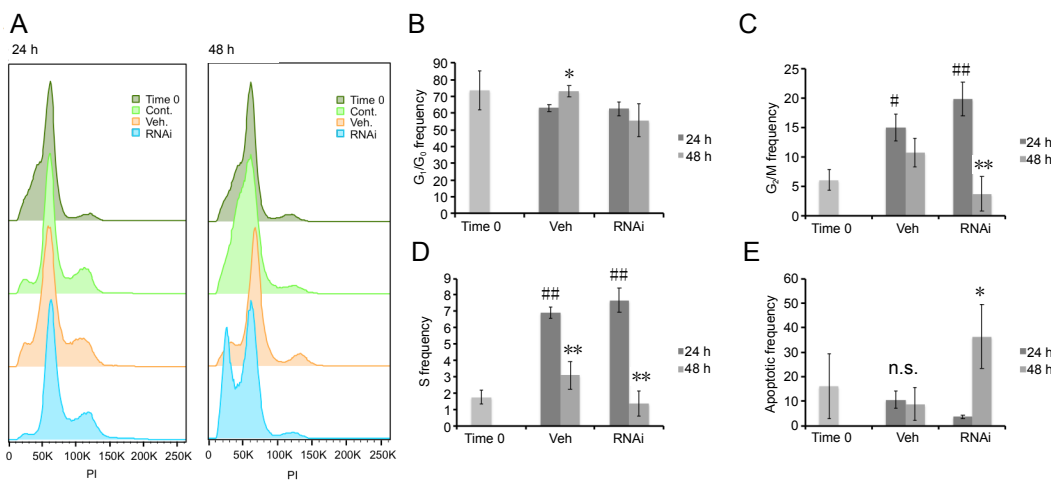 A
24 h
48 h
Time 0
Cont.
Veh.
RNAi
Time 0
Cont.
Veh.
RNAi
0 50K 100K 150K 200K 250K
PI
0 50K 100K 150K 200K 250K
PI
B
G₁/G₀ frequency
90
80
70
60
50
40
30
20
10
0
*
Time 0 Veh RNAi
24 h
48 h
C
G₂/M frequency
25
20
15
10
5
0
#
##
**
Time 0 Veh RNAi
24 h
48 h
D
S frequency
9
8
7
6
5
4
3
2
1
0
##
**
##
**
Time 0 Veh RNAi
24 h
48 h
E
Apoptotic frequency
60
50
40
30
20
10
0
n.s.
*
Time 0 Veh RNAi
24 h
48 h